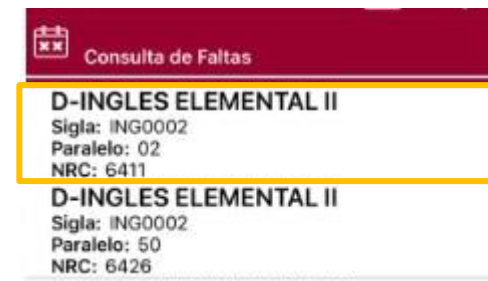 Consulta de Faltas
D-INGLES ELEMENTAL II
Sigla: ING0002
Paralelo: 02
NRC: 6411
D-INGLES ELEMENTAL II
Sigla: ING0002
Paralelo: 50
NRC: 6426